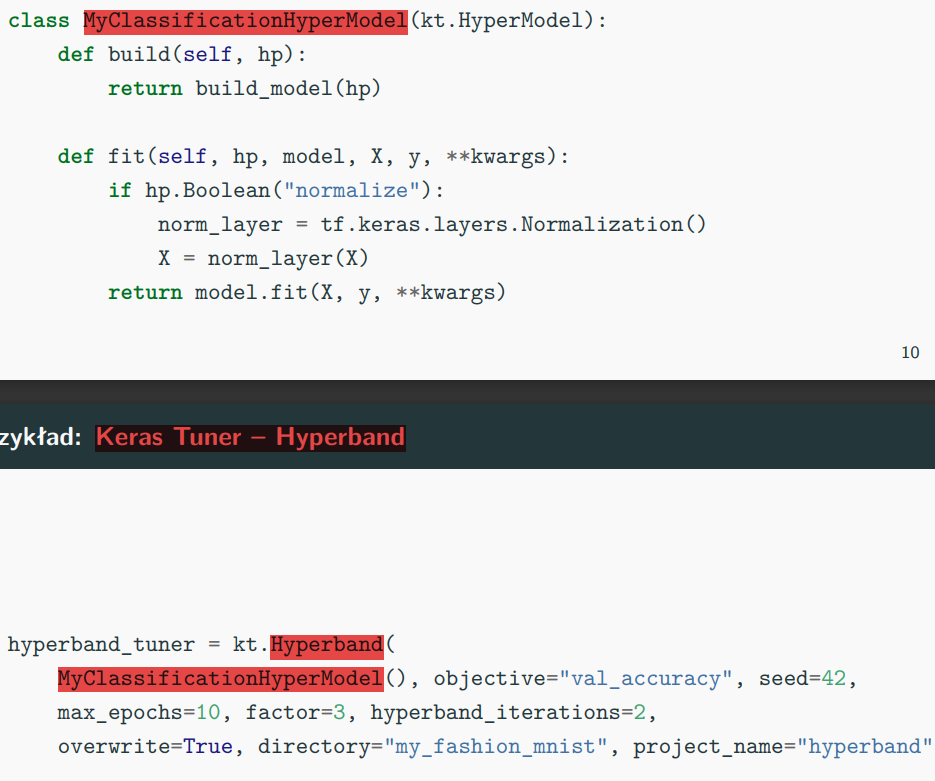 class MyClassificationHyperModel(kt.HyperModel):
    def build(self, hp):
        return build_model(hp)
    def fit(self, hp, model, X, y, **kwargs):
        if hp.Boolean("normalize"):
            norm_layer = tf.keras.layers.Normalization()
            X = norm_layer(X)
        return model.fit(X, y, **kwargs)
10
zykład: Keras Tuner – Hyperband
hyperband_tuner = kt.Hyperband(
    MyClassificationHyperModel(), objective="val_accuracy", seed=42,
    max_epochs=10, factor=3, hyperband_iterations=2,
    overwrite=True, directory="my_fashion_mnist", project_name="hyperband"